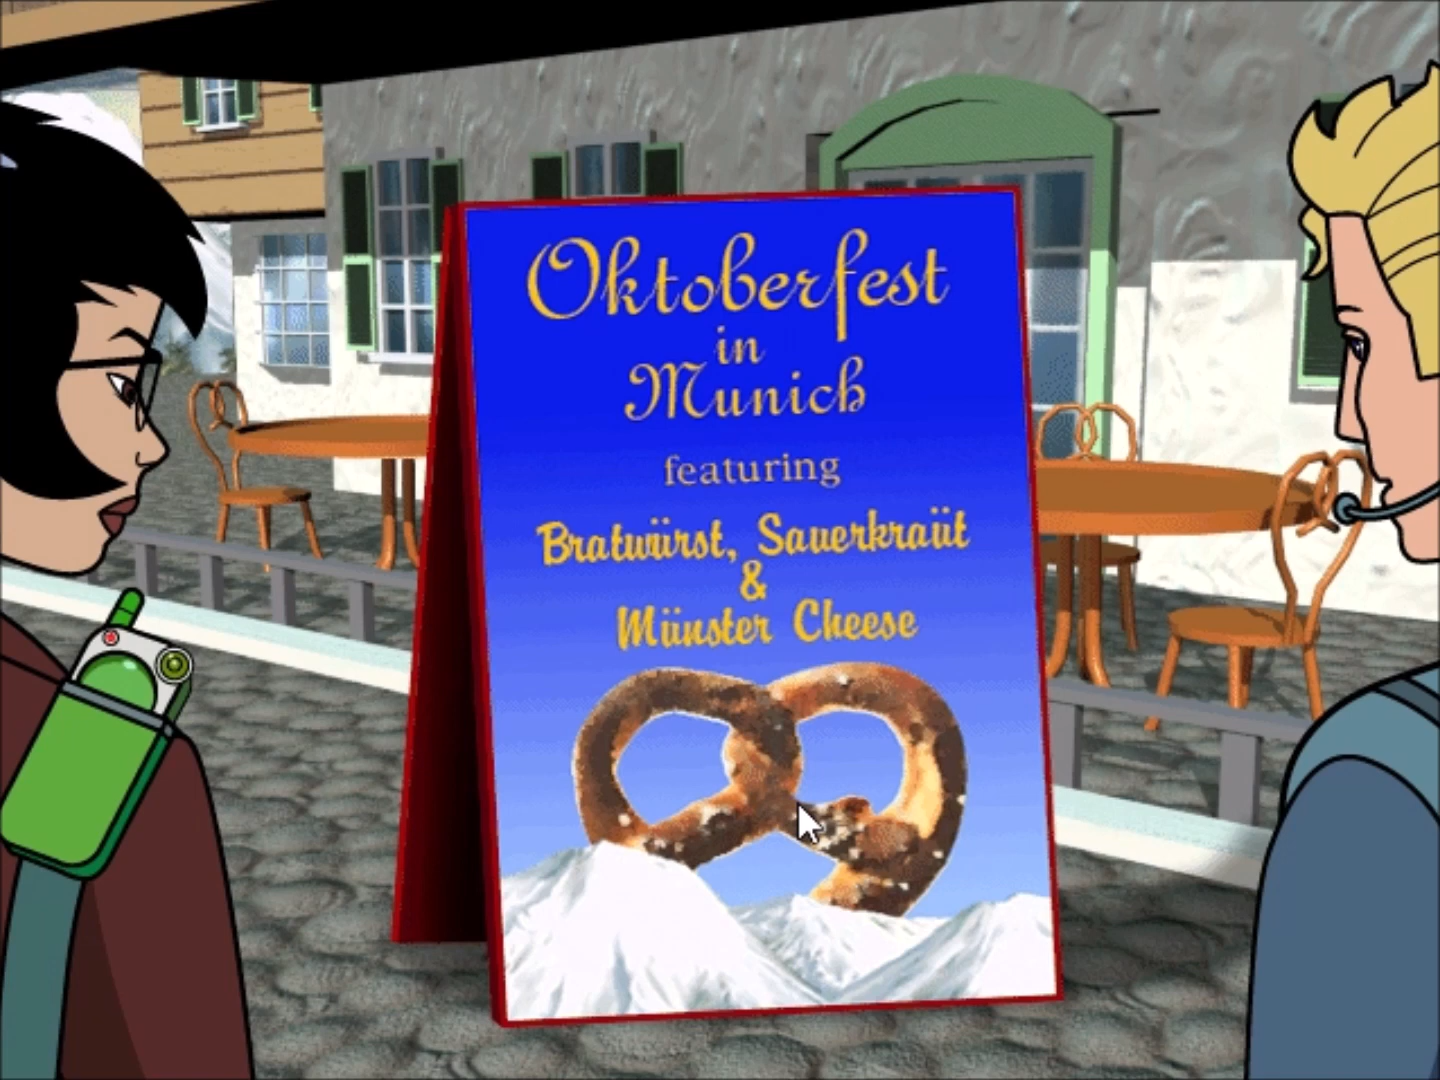 Oktoberfest
in
Munich
featuring
Bratwürst, Sauerkraüt
&
Münster Cheese